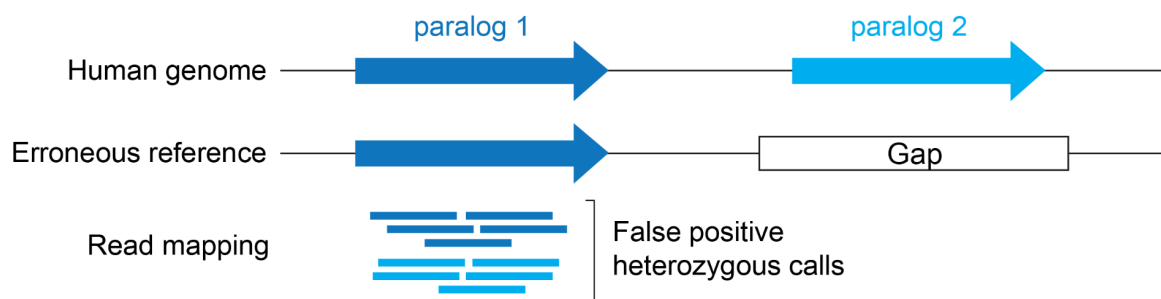 paralog 1
paralog 2
Human genome
Erroneous reference
Gap
Read mapping
False positive
heterozygous calls